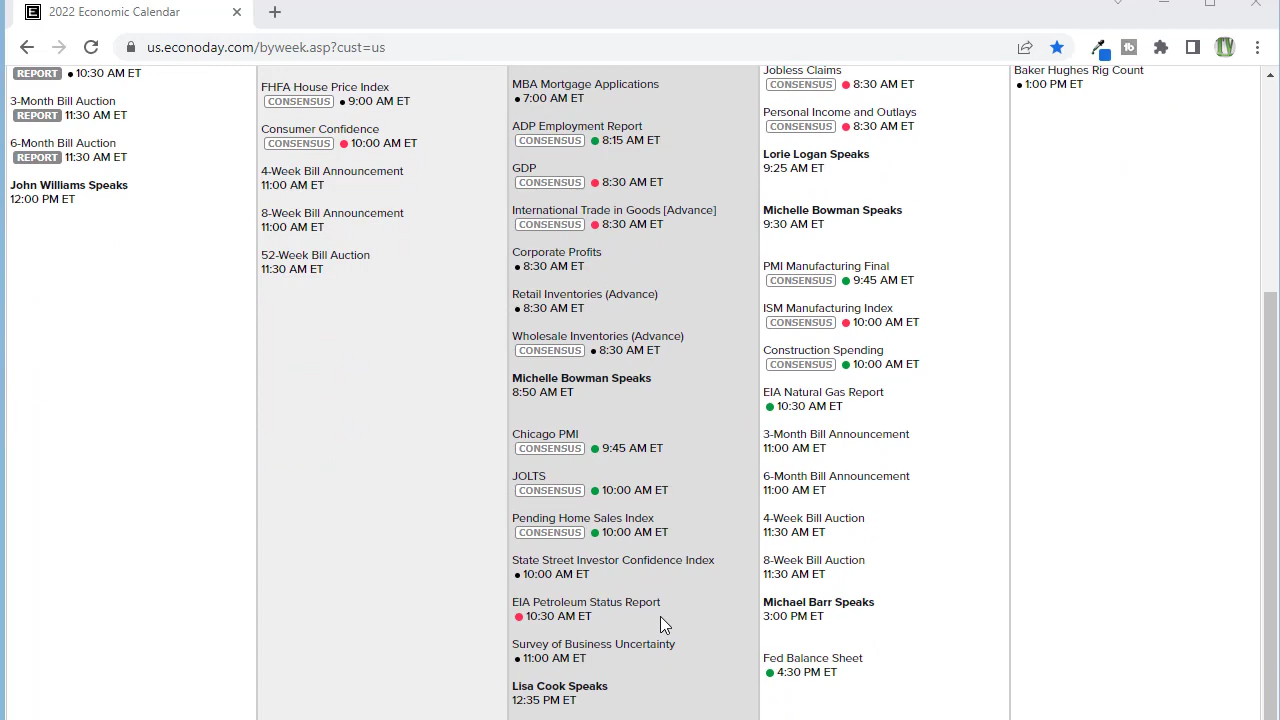 2022 Economic Calendar
us.econoday.com/byweek.asp?cust=us
REPORT 10:30 AM ET
3-Month Bill Auction
REPORT 11:30 AM ET
6-Month Bill Auction
REPORT 11:30 AM ET
John Williams Speaks
12:00 PM ET
FHFA House Price Index
CONSENSUS 9:00 AM ET
Consumer Confidence
CONSENSUS 10:00 AM ET
4-Week Bill Announcement
11:00 AM ET
8-Week Bill Announcement
11:00 AM ET
52-Week Bill Auction
11:30 AM ET
MBA Mortgage Applications
7:00 AM ET
ADP Employment Report
CONSENSUS 8:15 AM ET
GDP
CONSENSUS 8:30 AM ET
International Trade in Goods [Advance]
CONSENSUS 8:30 AM ET
Corporate Profits
8:30 AM ET
Retail Inventories (Advance)
8:30 AM ET
Wholesale Inventories (Advance)
CONSENSUS 8:30 AM ET
Michelle Bowman Speaks
8:50 AM ET
Chicago PMI
CONSENSUS 9:45 AM ET
JOLTS
CONSENSUS 10:00 AM ET
Pending Home Sales Index
CONSENSUS 10:00 AM ET
State Street Investor Confidence Index
10:00 AM ET
EIA Petroleum Status Report
10:30 AM ET
Survey of Business Uncertainty
11:00 AM ET
Lisa Cook Speaks
12:35 PM ET
Jobless Claims
CONSENSUS 8:30 AM ET
Personal Income and Outlays
CONSENSUS 8:30 AM ET
Lorie Logan Speaks
9:25 AM ET
Michelle Bowman Speaks
9:30 AM ET
PMI Manufacturing Final
CONSENSUS 9:45 AM ET
ISM Manufacturing Index
CONSENSUS 10:00 AM ET
Construction Spending
CONSENSUS 10:00 AM ET
EIA Natural Gas Report
10:30 AM ET
3-Month Bill Announcement
11:00 AM ET
6-Month Bill Announcement
11:00 AM ET
4-Week Bill Auction
11:30 AM ET
8-Week Bill Auction
11:30 AM ET
Michael Barr Speaks
3:00 PM ET
Fed Balance Sheet
4:30 PM ET
Baker Hughes Rig Count
1:00 PM ET